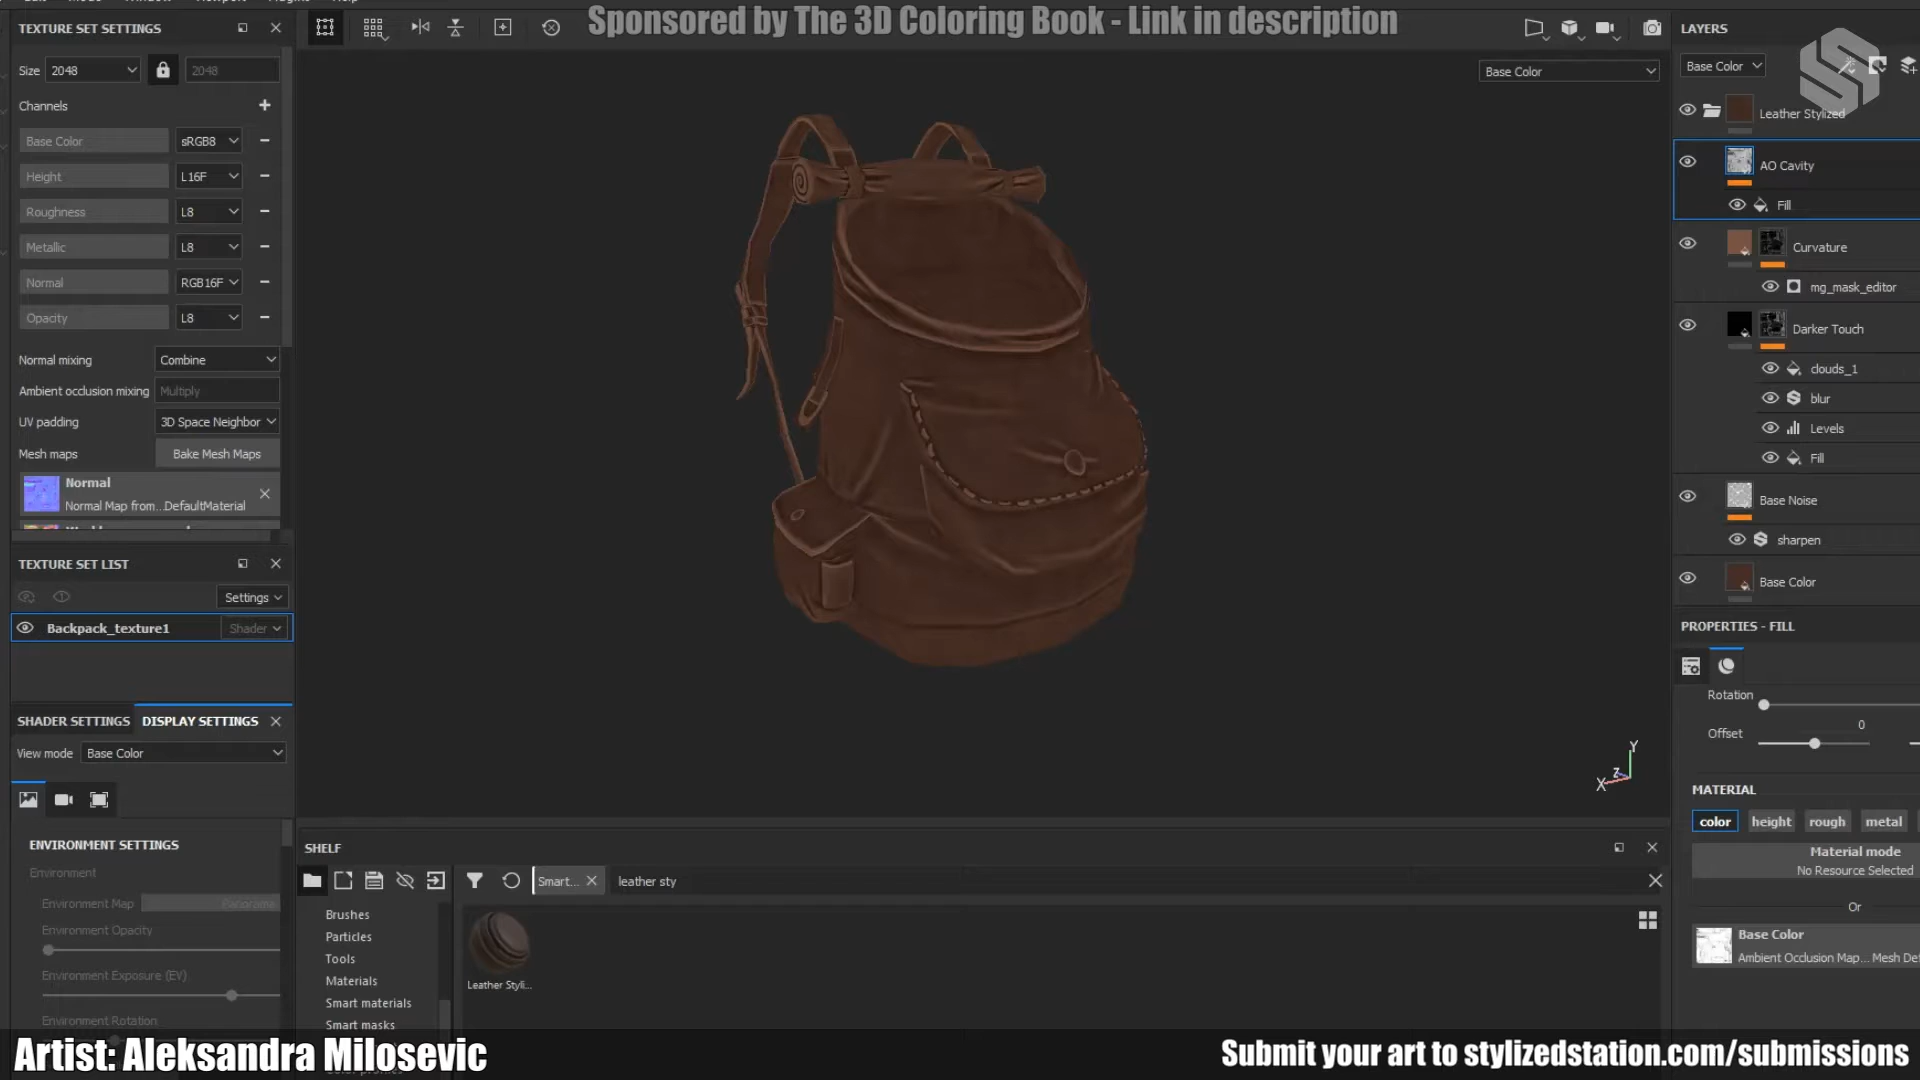 Sponsored by The 3D Coloring Book - Link in description
TEXTURE SET SETTINGS
Size 2048 2048
Channels
Base Color sRGB8
Height L16F
Roughness L8
Metallic L8
Normal RGB16F
Opacity L8
Normal mixing Combine
Ambient occlusion mixing Multiply
UV padding 3D Space Neighbor
Mesh maps Bake Mesh Maps
Normal
Normal Map from...DefaultMaterial
TEXTURE SET LIST
Settings
Backpack_texture1 Shader
SHADER SETTINGS DISPLAY SETTINGS
View mode Base Color
ENVIRONMENT SETTINGS
Environment
Environment Map Panorama
Environment Opacity
Environment Exposure (EV)
Environment Rotation
Base Color
Y
Z
X
SHELF
Smart... leather sty
Brushes
Particles
Tools
Materials
Smart materials
Smart masks
Leather Styli...
LAYERS
Base Color
Leather Stylized
AO Cavity
Fill
Curvature
mg_mask_editor
Darker Touch
clouds_1
blur
Levels
Fill
Base Noise
sharpen
Base Color
PROPERTIES - FILL
Rotation
0
Offset
MATERIAL
color height rough metal
Material mode
No Resource Selected
Or
Base Color
Ambient Occlusion Map... Mesh De
Artist: Aleksandra Milosevic
Submit your art to stylizedstation.com/submissions